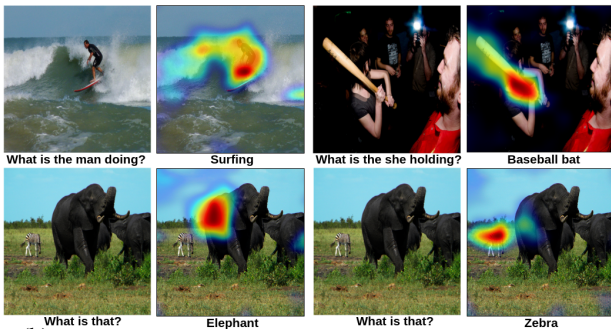 What is the man doing? Surfing What is the she holding? Baseball bat
What is that? Elephant What is that? Zebra